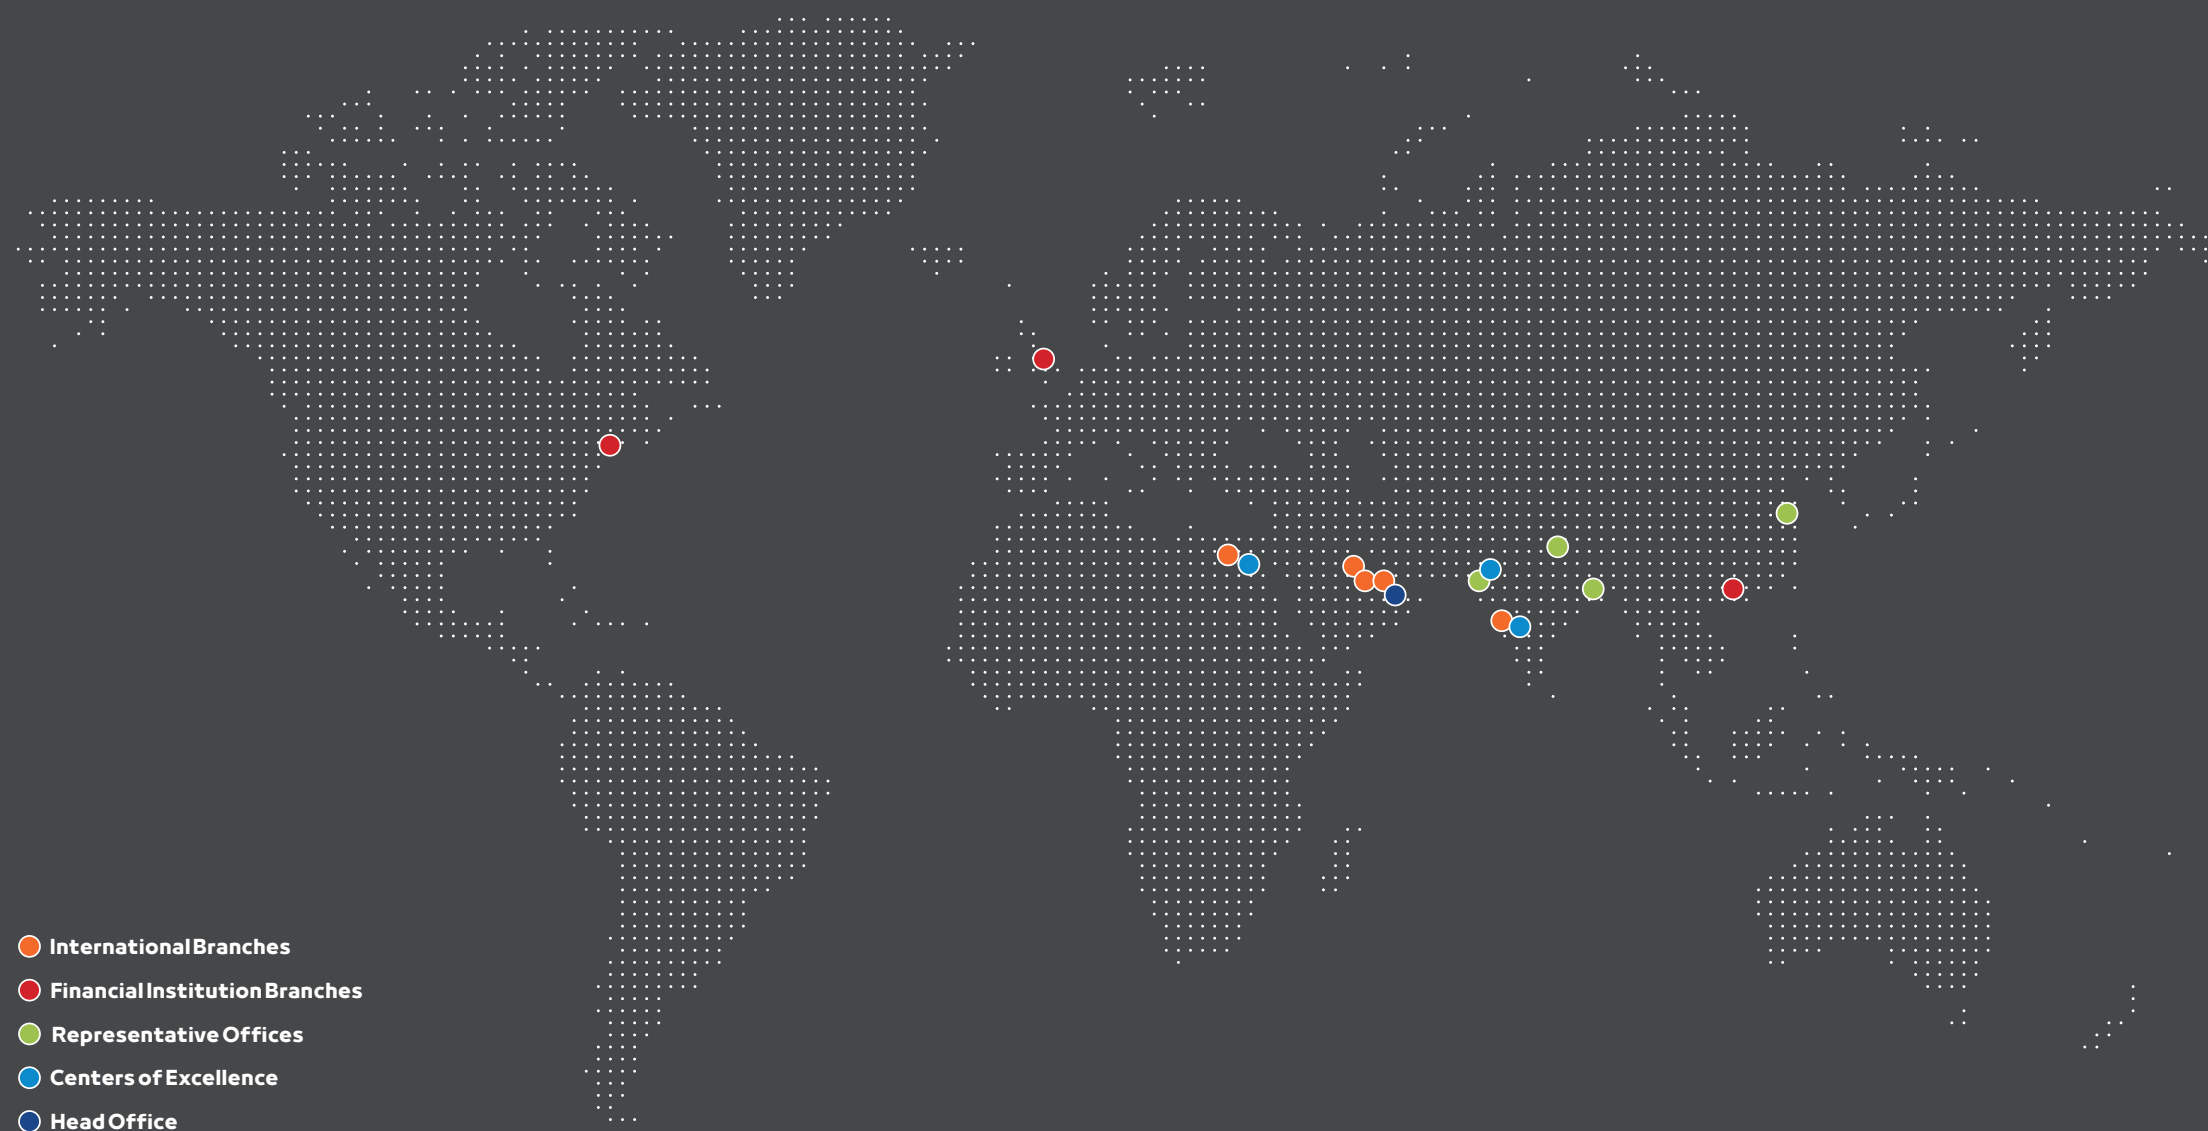 International Branches
Financial Institution Branches
Representative Offices
Centers of Excellence
Head Office